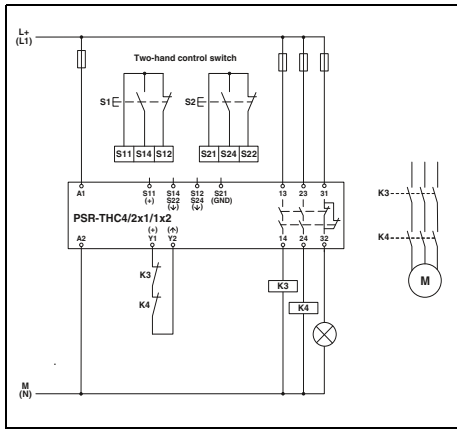 L+
(L1)
Two-hand control switch
S1
S2
S11 S14 S12
S21 S24 S22
A1
S11
(+)
S14
S22
(↓)
S12
S24
(↓)
S21
(GND)
13
23
31
PSR-THC4/2x1/1x2
A2
(+)
Y1
(↑)
Y2
14
24
32
K3
K4
K3
K4
K3
K4
M
M
(N)